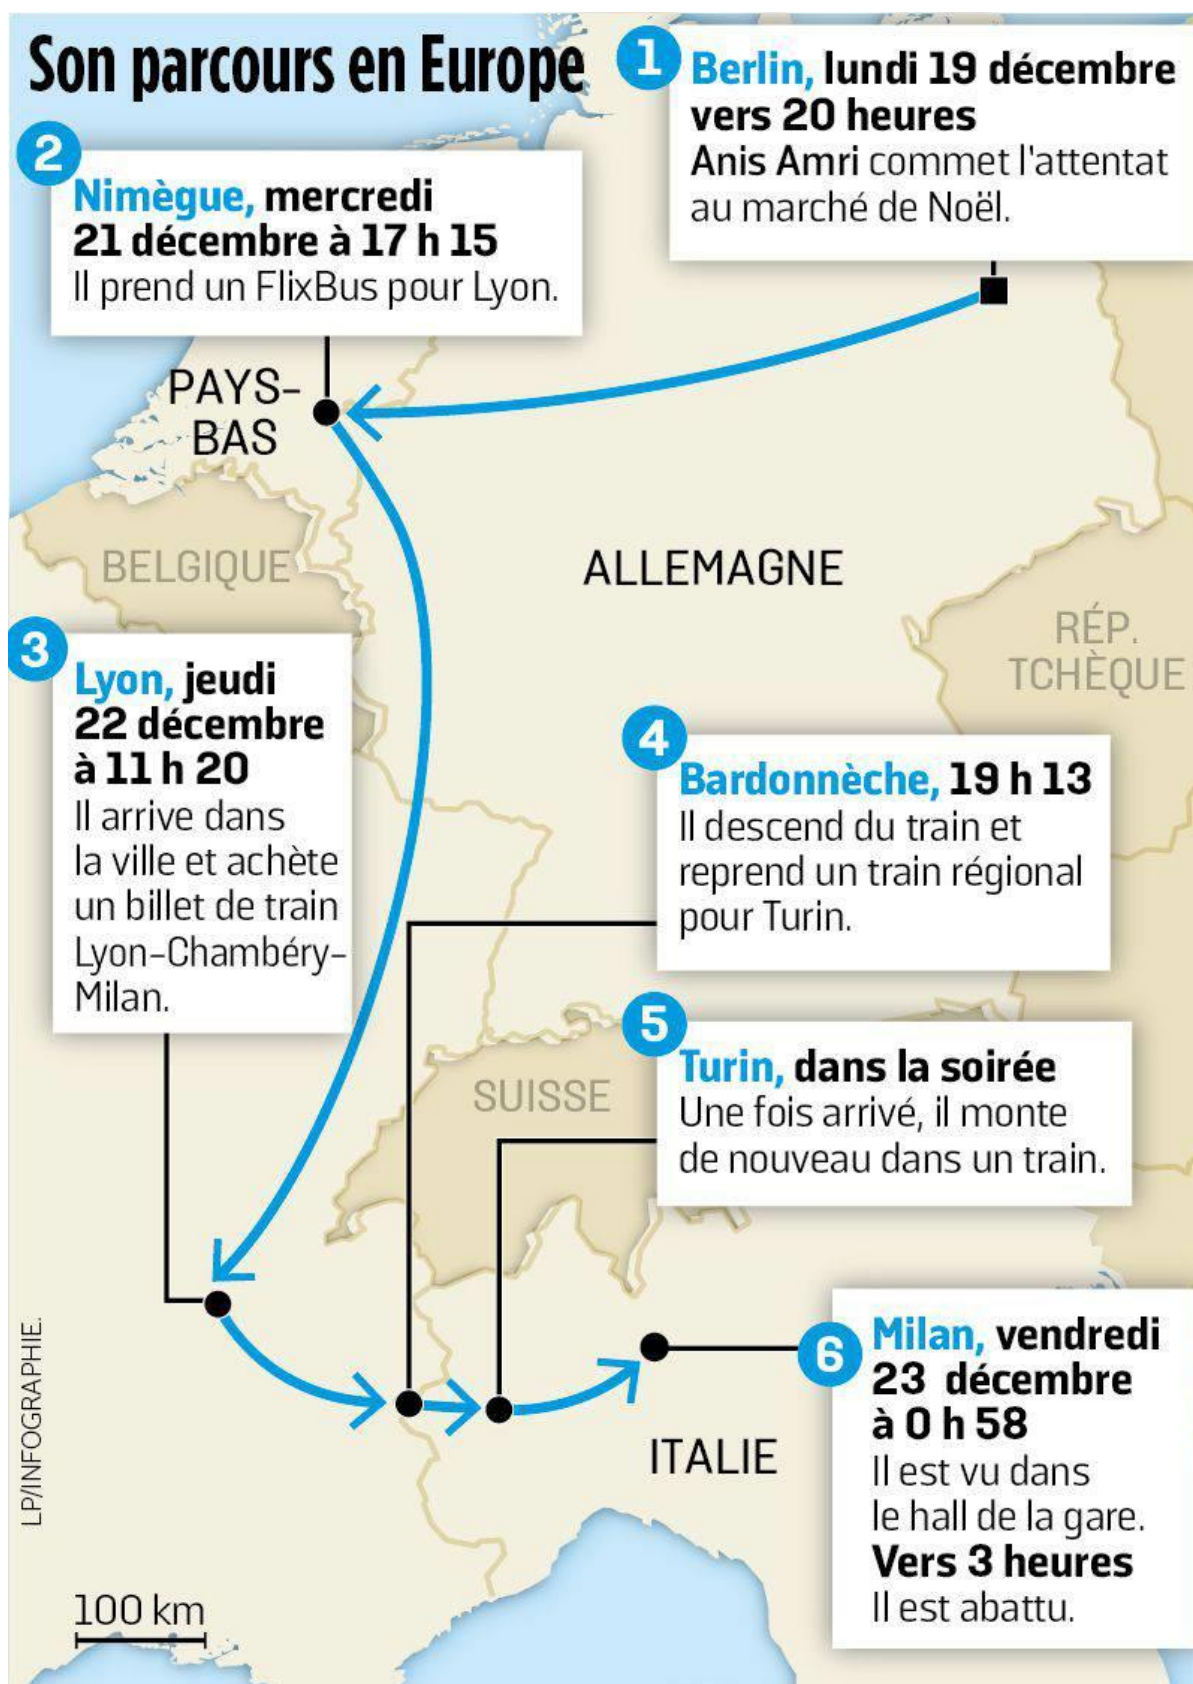 Son parcours en Europe
1
Berlin, lundi 19 décembre
vers 20 heures
Anis Amri commet l'attentat
au marché de Noël.
2
Nimègue, mercredi
21 décembre à 17 h 15
Il prend un FlixBus pour Lyon.
PAYS-
BAS
BELGIQUE
ALLEMAGNE
RÉP.
TCHÈQUE
3
Lyon, jeudi
22 décembre
à 11 h 20
Il arrive dans
la ville et achète
un billet de train
Lyon-Chambéry-
Milan.
4
Bardonnèche, 19 h 13
Il descend du train et
reprend un train régional
pour Turin.
5
Turin, dans la soirée
Une fois arrivé, il monte
de nouveau dans un train.
SUISSE
6
Milan, vendredi
23 décembre
à 0 h 58
Il est vu dans
le hall de la gare.
Vers 3 heures
Il est abattu.
ITALIE
LP/INFOGRAPHIE.
100 km